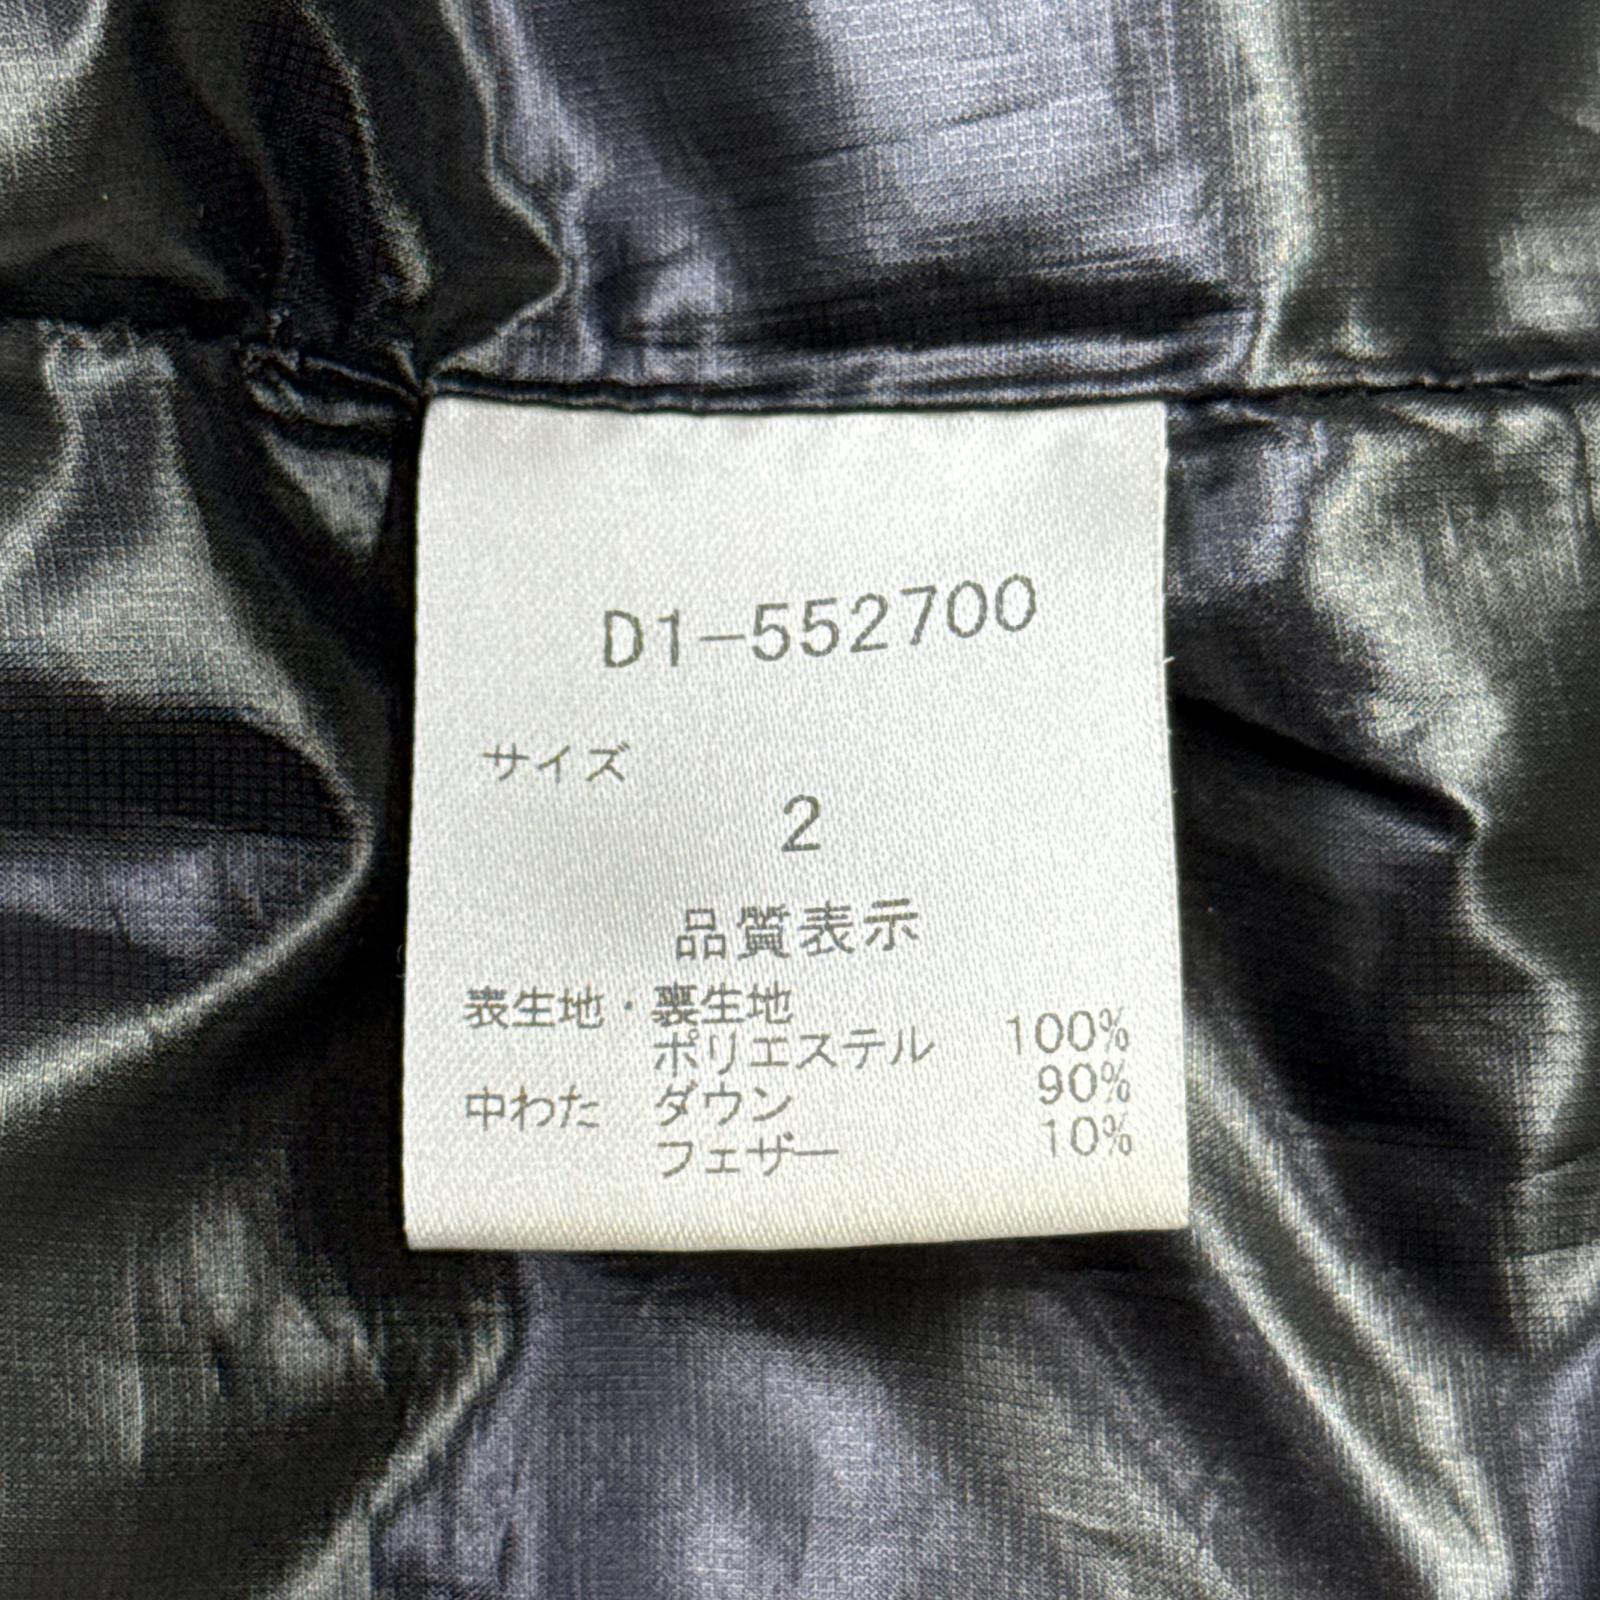 D1-552700
サイズ
2
品質表示
表生地・裏生地
ポリエステル 100%
中わた ダウン 90%
フェザー 10%